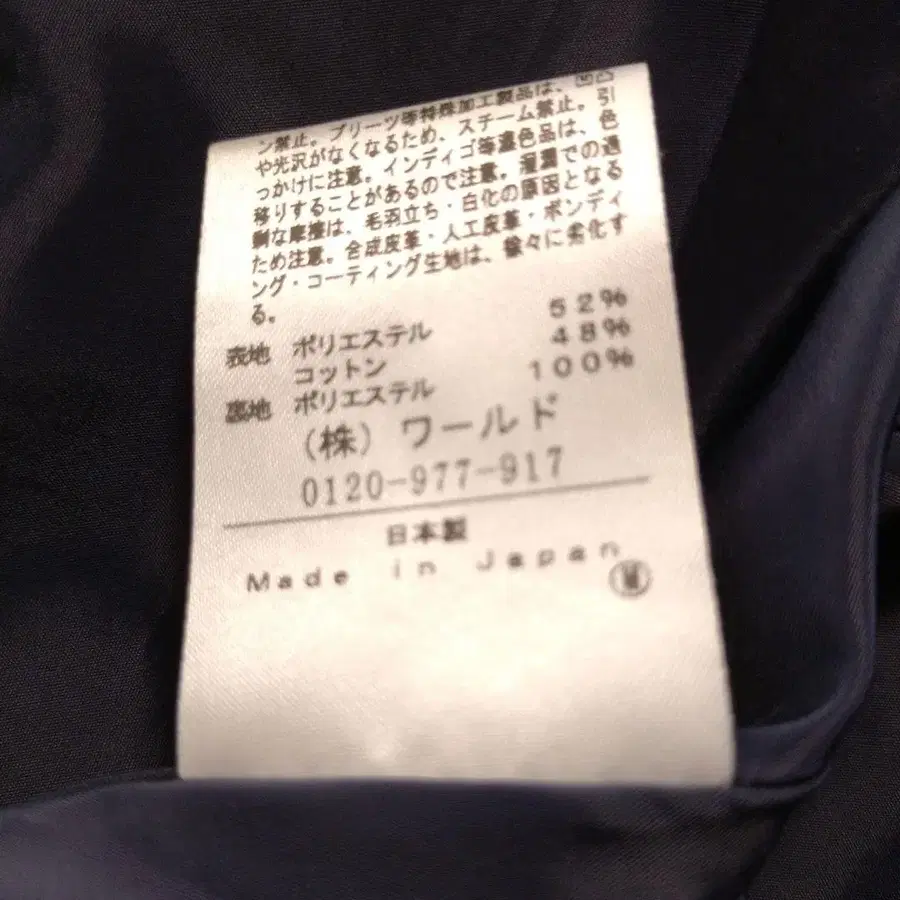 ン禁止。プリーツ等特殊加工製品は、凹凸
や光沢がなくなるため、スチーム禁止。引
っかけに注意。インディゴ等濃色品は、色
移りすることがあるので注意。湿潤での過
剰な摩擦は、毛羽立ち・白化の原因となる
ため注意。合成皮革・人工皮革・ボンディ
ング・コーティング生地は、徐々に劣化す
る。
表地 ポリエステル 52%
コットン 48%
裏地 ポリエステル 100%
(株) ワールド
0120-977-917
日本製
Made in Japan
M